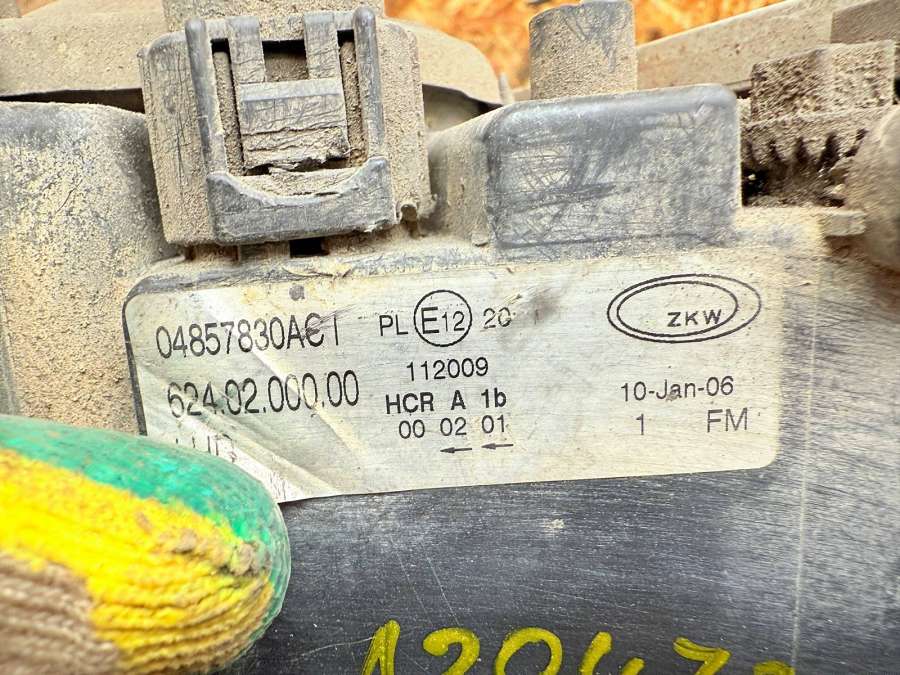 04857830AC I
PL E12 20
ZKW
112009
624.02.000.00
HCR A 1b
10-Jan-06
00 02 01
1 FM